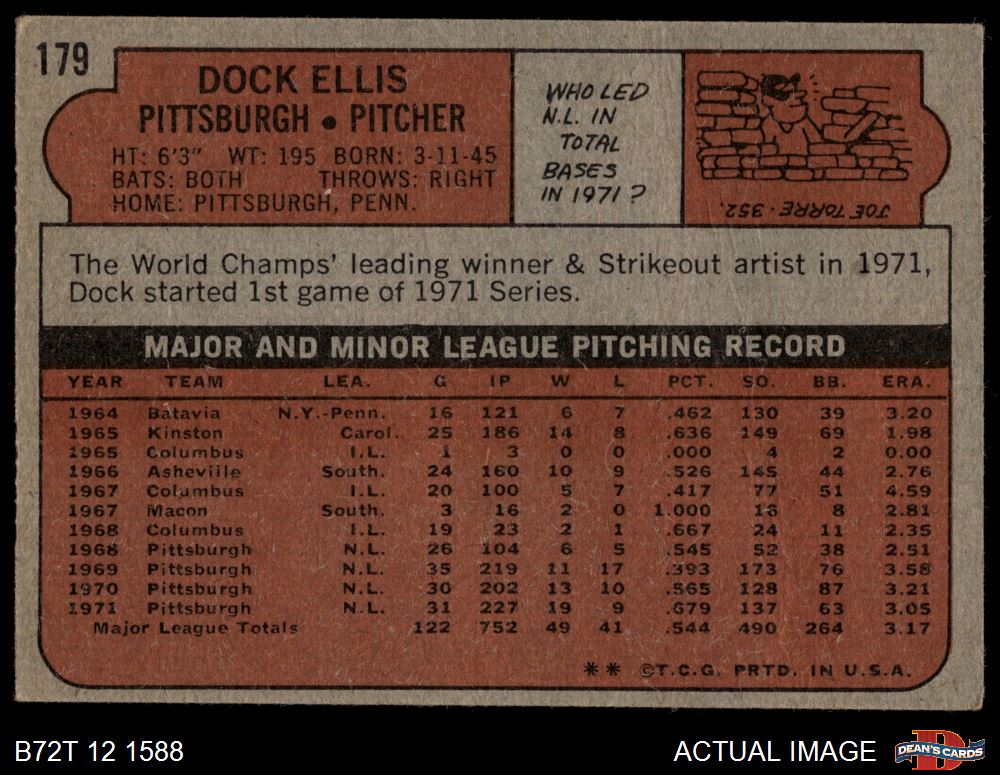 179
DOCK ELLIS
PITTSBURGH • PITCHER
HT: 6'3" WT: 195 BORN: 3-11-45
BATS: BOTH THROWS: RIGHT
HOME: PITTSBURGH, PENN.
WHO LED
N.L. IN
TOTAL
BASES
IN 1971?
JOE TORRE - 352.
The World Champs' leading winner & Strikeout artist in 1971,
Dock started 1st game of 1971 Series.
MAJOR AND MINOR LEAGUE PITCHING RECORD
YEAR TEAM LEA. G IP W L PCT. SO. BB. ERA.
1964 Batavia N.Y.-Penn. 16 121 6 7 .462 130 39 3.20
1965 Kinston Carol. 25 186 14 8 .636 149 69 1.98
1965 Columbus I.L. 1 3 0 0 .000 4 2 0.00
1966 Asheville South. 24 160 10 9 .526 145 44 2.76
1967 Columbus I.L. 20 100 5 7 .417 77 51 4.59
1967 Macon South. 3 16 2 0 1.000 13 8 2.81
1968 Columbus I.L. 19 23 2 1 .667 24 11 2.35
1968 Pittsburgh N.L. 26 104 6 5 .545 52 38 2.51
1969 Pittsburgh N.L. 35 219 11 17 .393 173 76 3.58
1970 Pittsburgh N.L. 30 202 13 10 .565 128 87 3.21
1971 Pittsburgh N.L. 31 227 19 9 .679 137 63 3.05
Major League Totals 122 752 49 41 .544 490 264 3.17
** ©T.C.G. PRTD. IN U.S.A.
B72T 12 1588
ACTUAL IMAGE
D
DEAN'S CARDS